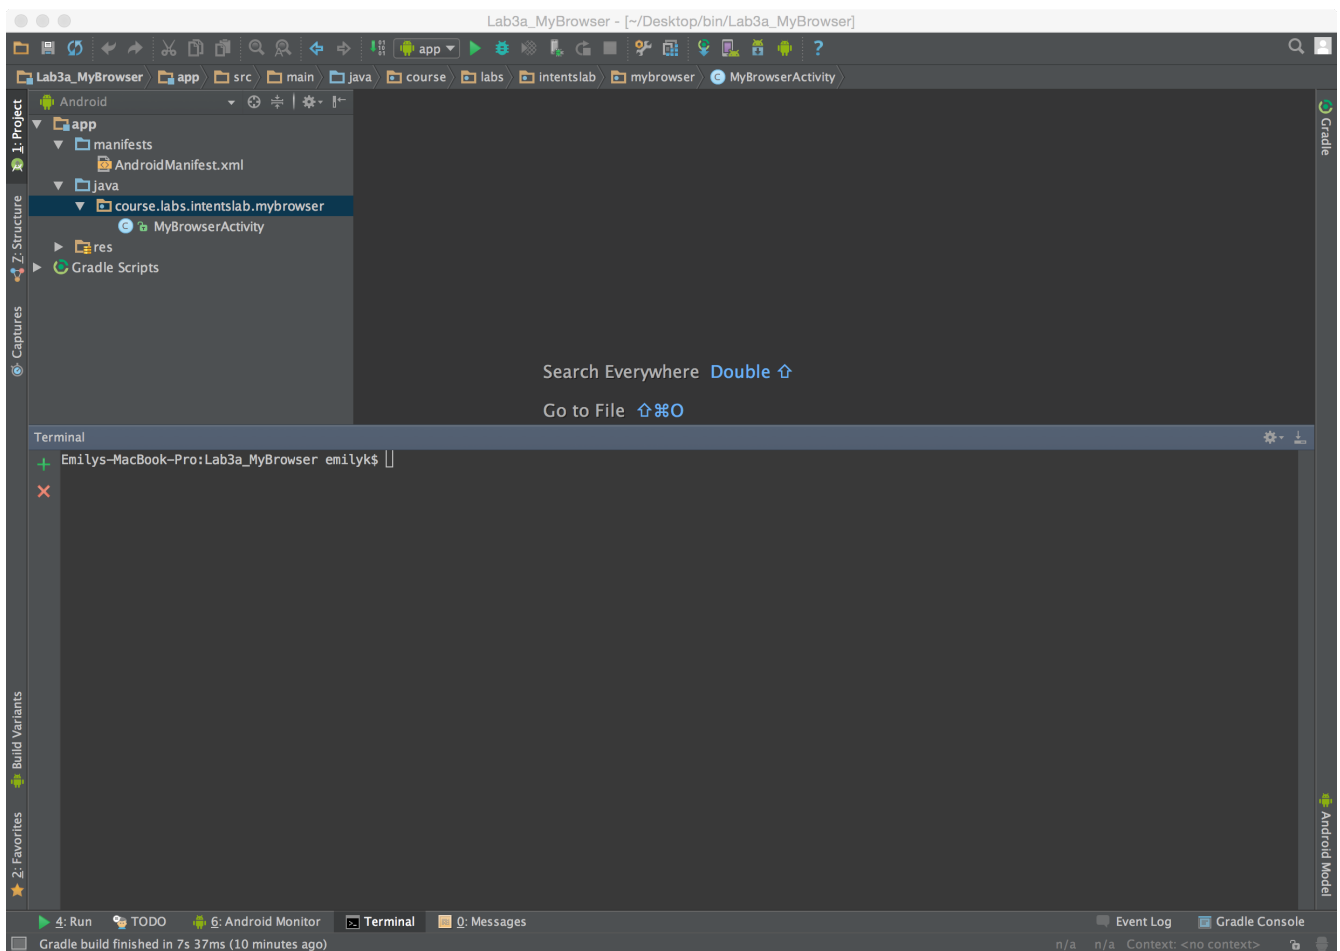 Lab3a_MyBrowser - [~/Desktop/bin/Lab3a_MyBrowser]
app
?
Lab3a_MyBrowser app src main java course labs intentslab mybrowser MyBrowserActivity
1: Project
Z: Structure
Captures
Build Variants
2: Favorites
Android
app
manifests
AndroidManifest.xml
java
course.labs.intentslab.mybrowser
MyBrowserActivity
res
Gradle Scripts
Search Everywhere Double ⇧
Go to File ⇧⌘O
Gradle
Android Model
Terminal
Emilys-MacBook-Pro:Lab3a_MyBrowser emilyk$
4: Run TODO 6: Android Monitor Terminal 0: Messages Event Log Gradle Console
Gradle build finished in 7s 37ms (10 minutes ago) n/a n/a Context: <no context>